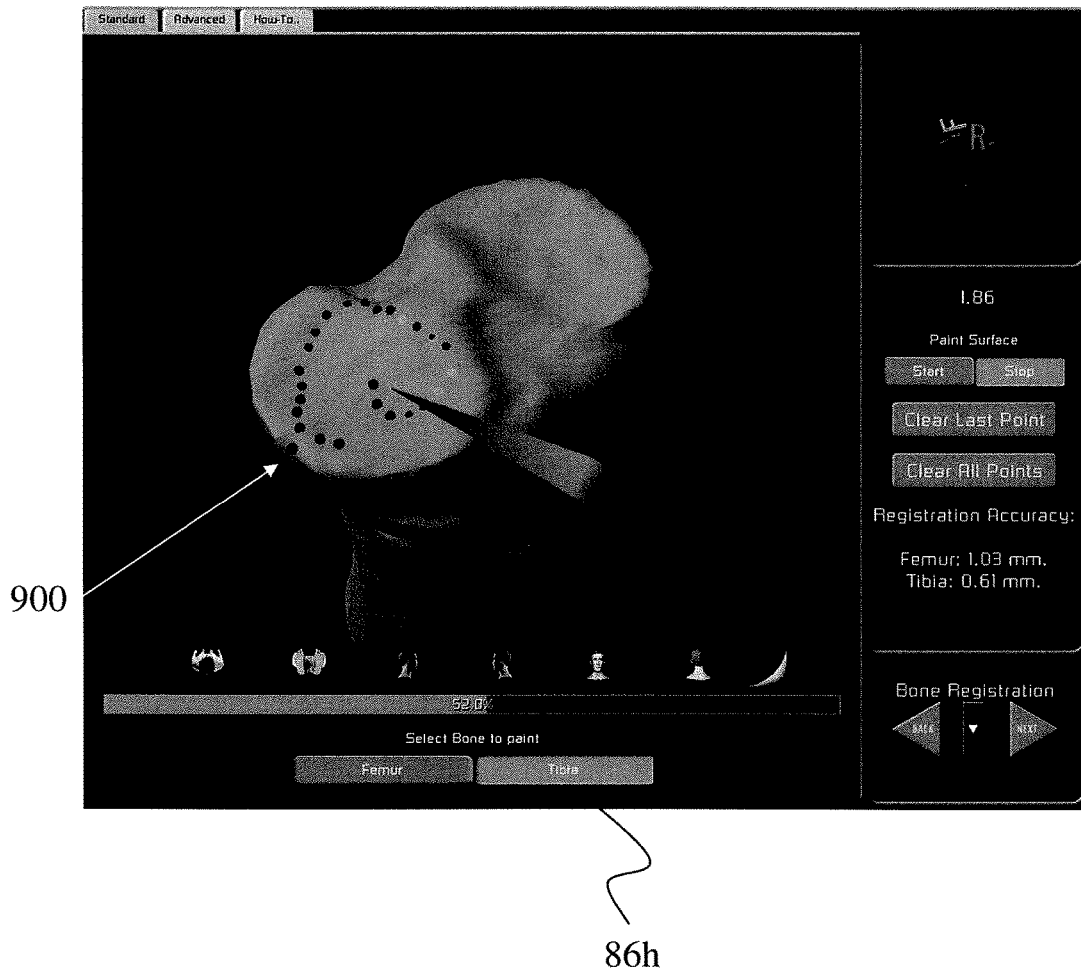 Standard Advanced How-To..
R
1.86
Paint Surface
Start Stop
Clear Last Point
Clear All Points
Registration Accuracy:
Femur: 1.03 mm.
Tibia: 0.61 mm.
900
52.0%
Select Bone to paint
Femur Tibia
Bone Registration
BACK NEXT
86h